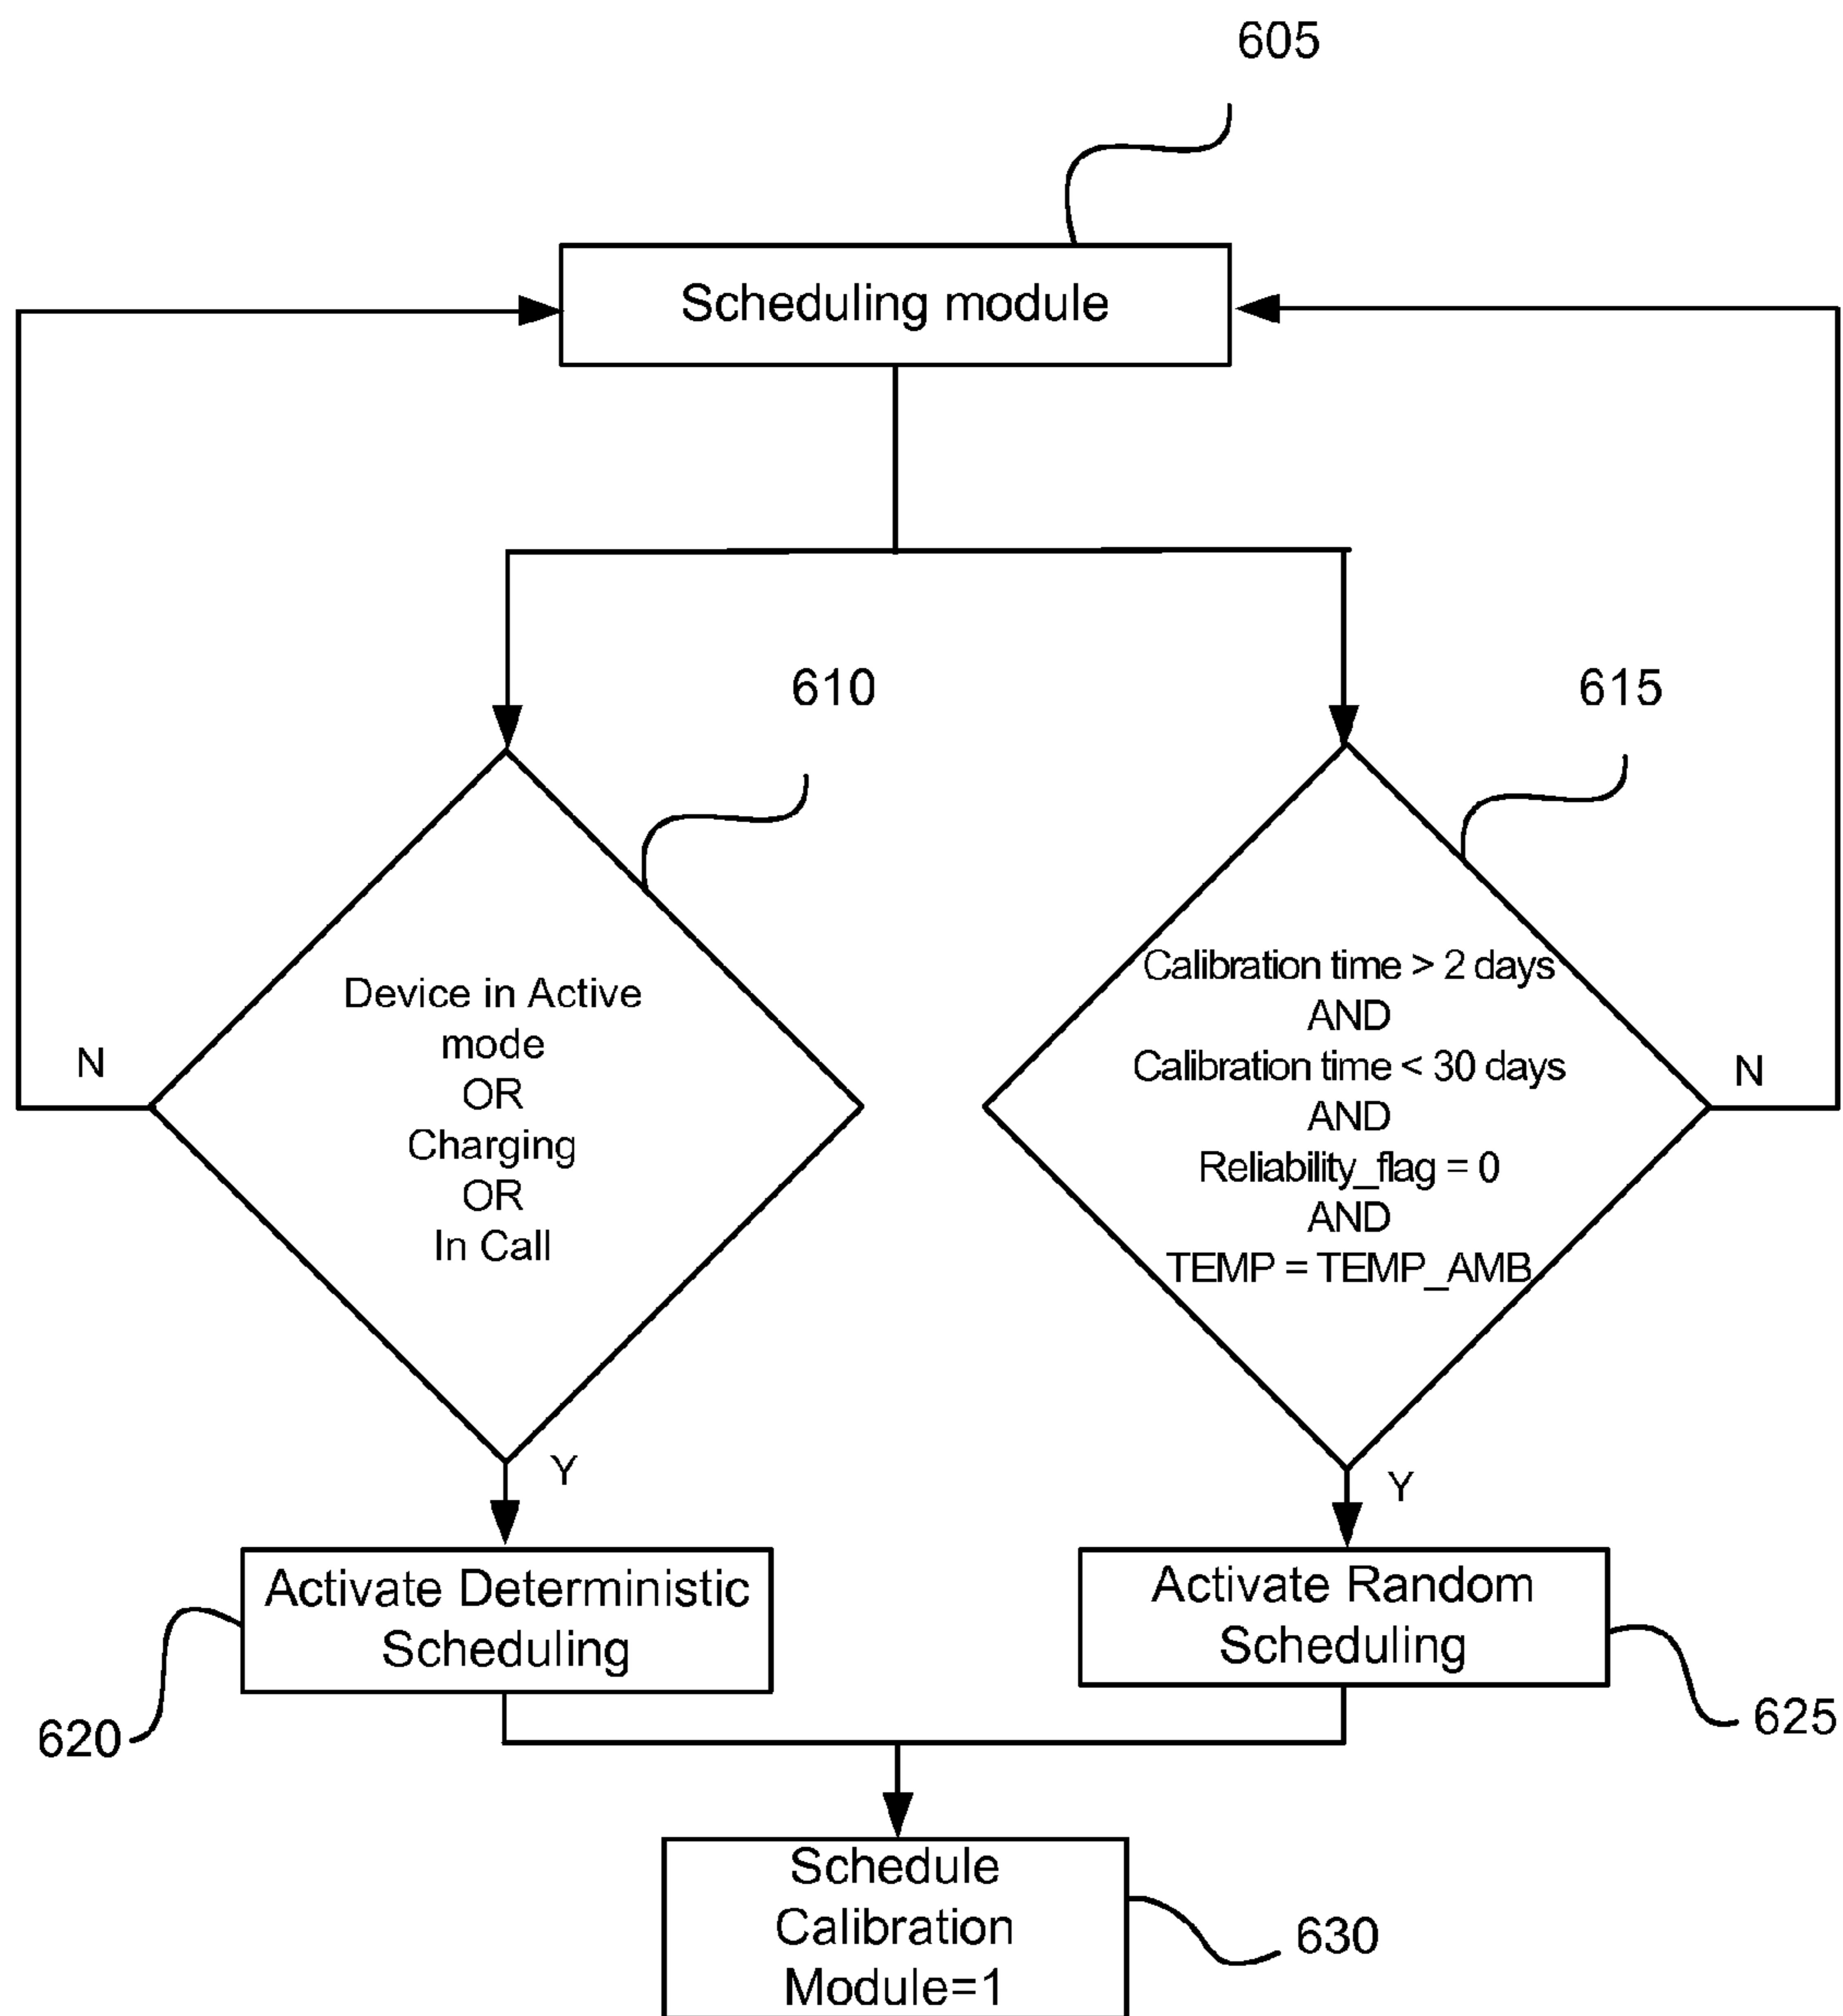 605
Scheduling module
610
615
Device in Active
mode
OR
Charging
OR
In Call
N
Calibration time > 2 days
AND
Calibration time < 30 days
AND
Reliability_flag = 0
AND
TEMP = TEMP_AMB
N
Y
Y
Activate Deterministic
Scheduling
Activate Random
Scheduling
620
625
Schedule
Calibration
Module=1
630